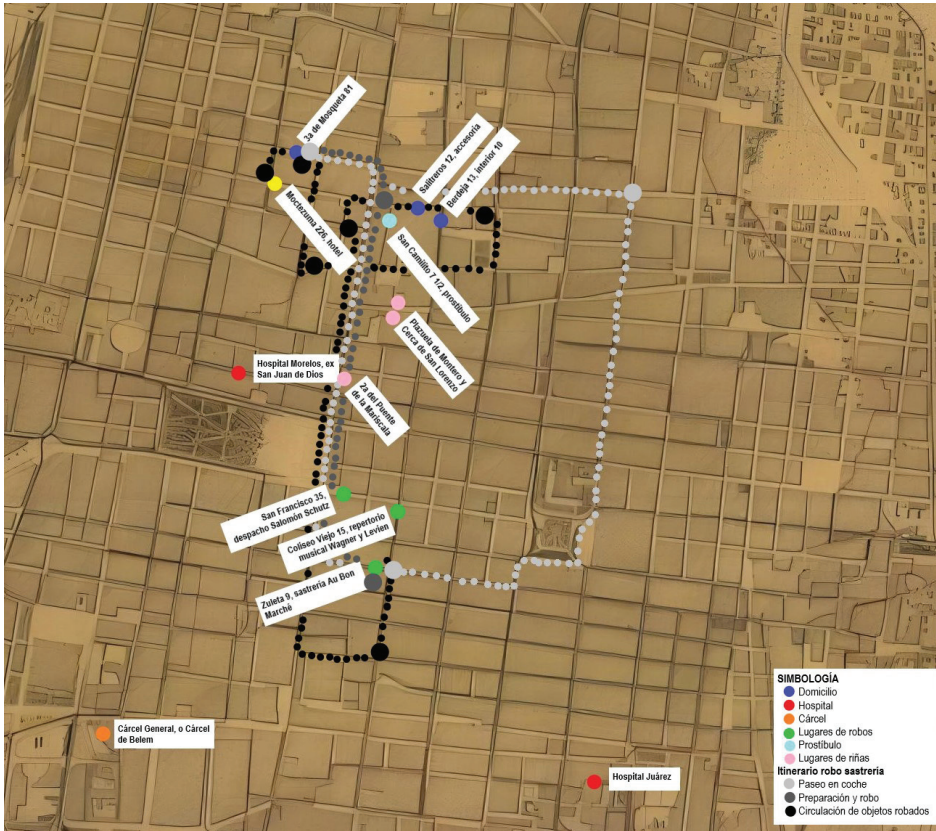 3a de Mosqueta 81
Salitreros 12, accesoria
Berdeja 13, interior 10
Moctezuma 226, hotel
San Camilito 7 1/2, prostíbulo
Plazuela de Montero y
Cerca de San Lorenzo
Hospital Morelos, ex
San Juan de Dios
2a del Puente
de la Mariscala
San Francisco 35,
despacho Salomón Schutz
Coliseo Viejo 15, repertorio
musical Wagner y Levien
Zuleta 9, sastrería Au Bon
Marché
Cárcel General, o Cárcel
de Belem
Hospital Juárez
SIMBOLOGÍA
Domicilio
Hospital
Cárcel
Lugares de robos
Prostíbulo
Lugares de riñas
Itinerario robo sastrería
Paseo en coche
Preparación y robo
Circulación de objetos robados